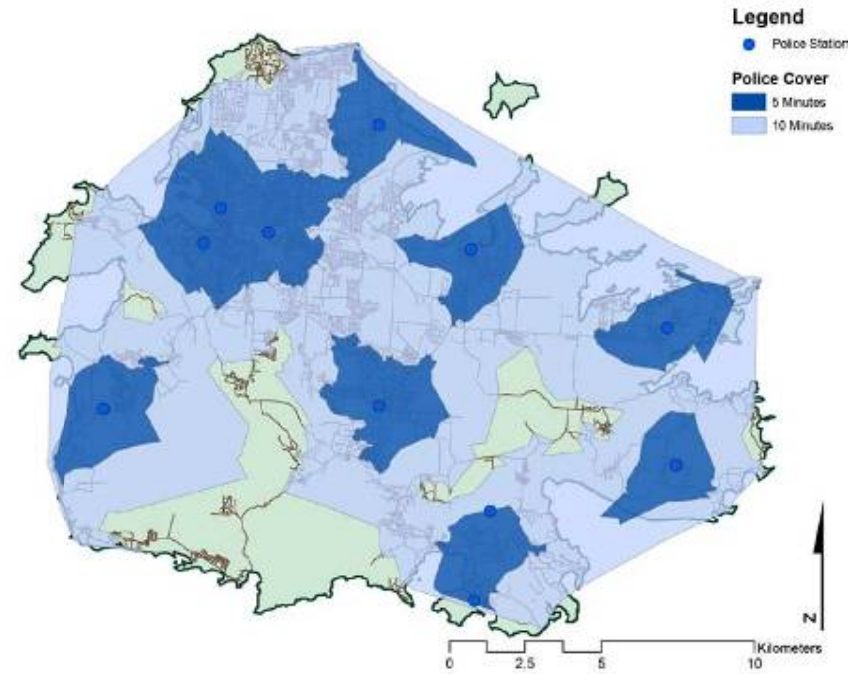 Legend
Police Station
Police Cover
5 Minutes
10 Minutes
N
Kilometers
0 2.5 5 10